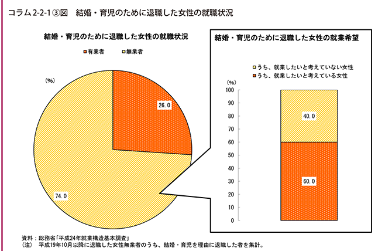 コラム2-2-1③図　結婚・育児のために退職した女性の就職状況
結婚・育児のために退職した女性の就職状況
有業者 無業者
(%)
26.0
74.0
結婚・育児のために退職した女性の就業希望
うち、就業したいと考えていない女性
うち、就業したいと考えている女性
(%)
100
90
80
70
60
50
40
30
20
10
0
40.0
60.0
資料：総務省「平成24年就業構造基本調査」
(注)　平成19年10月以降に退職した女性無業者のうち、結婚・育児を理由に退職した者を集計。